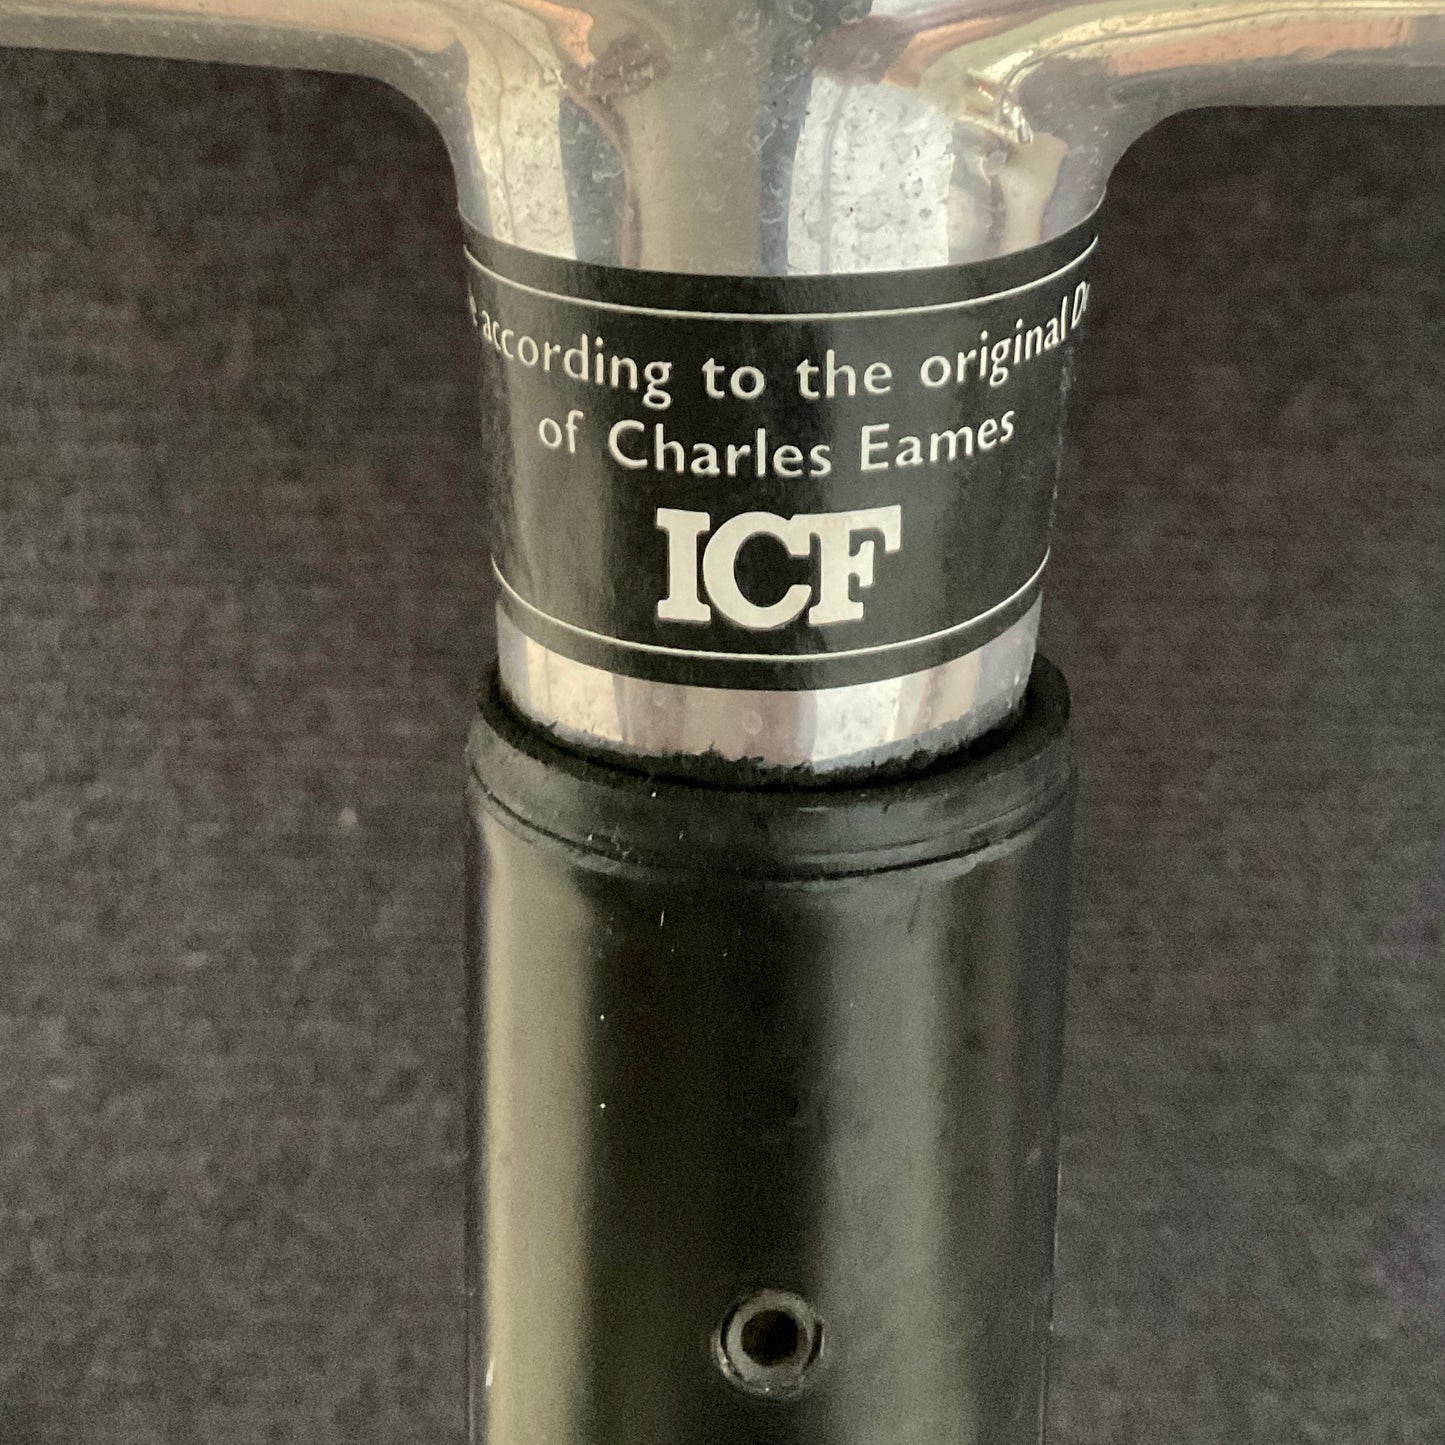 according to the original
of Charles Eames
ICF